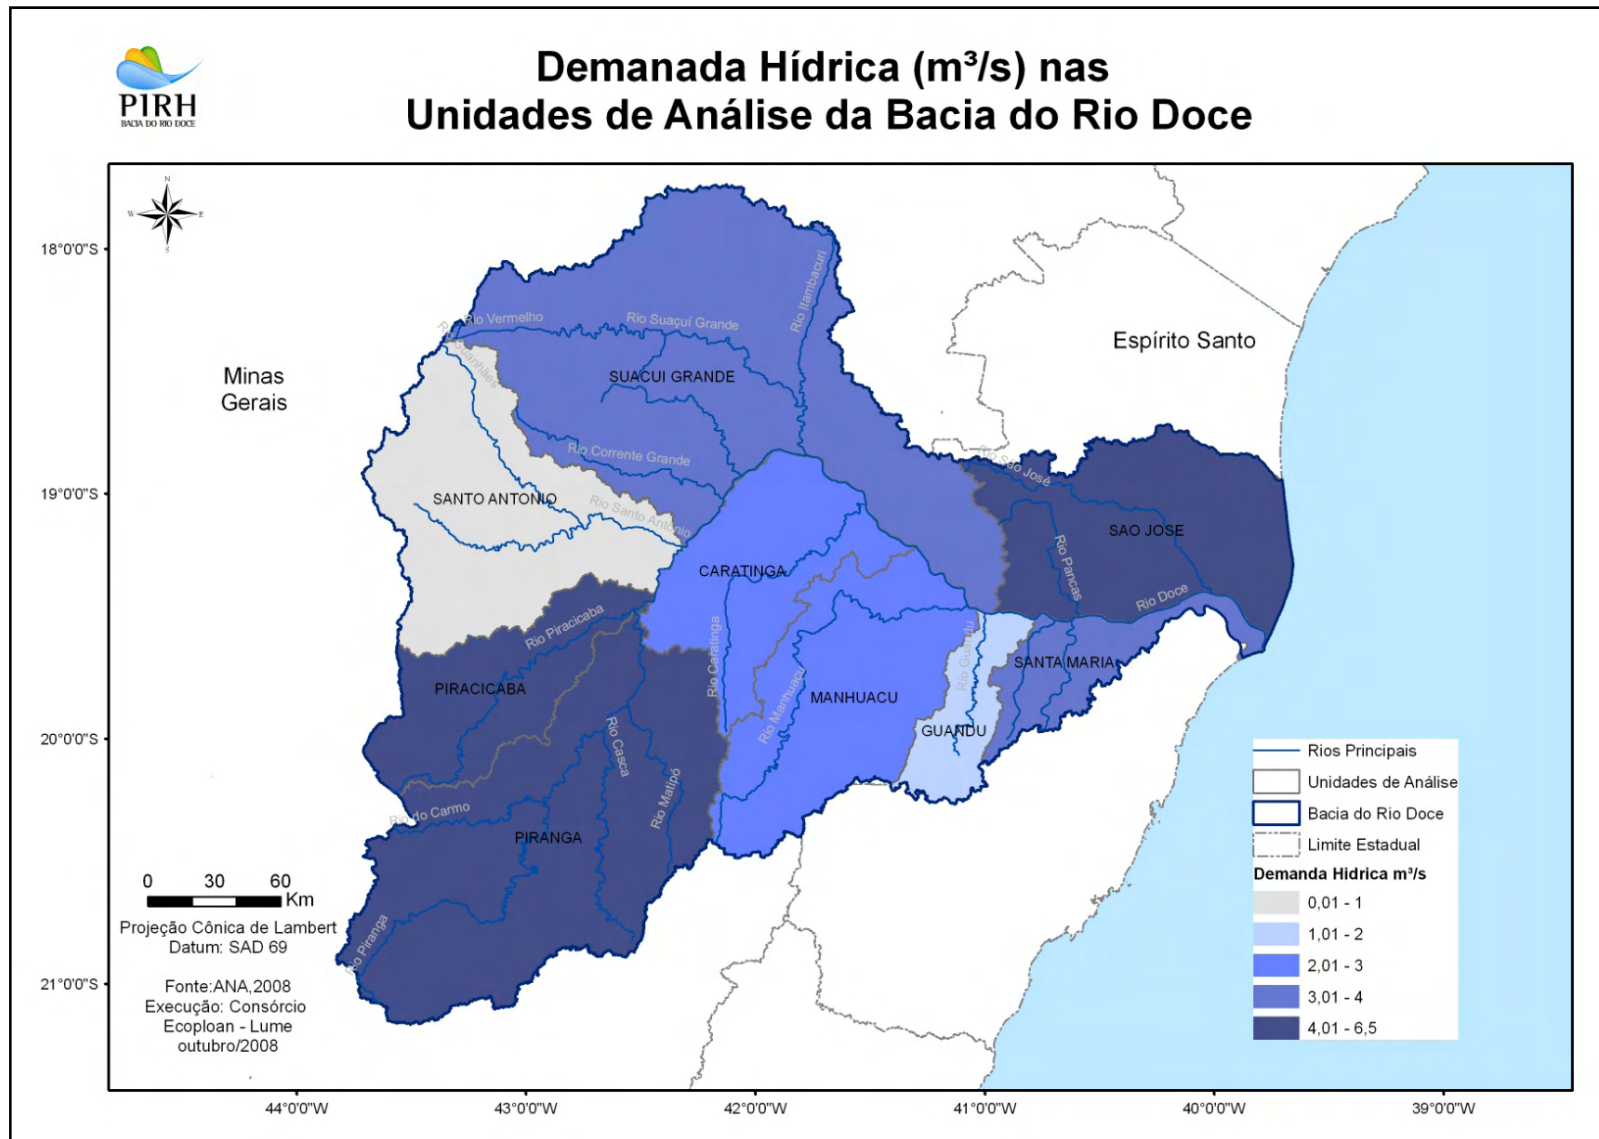 PIRH
BACIA DO RIO DOCE
Demanada Hídrica (m³/s) nas
Unidades de Análise da Bacia do Rio Doce
N
W
E
S
18°0'0"S
19°0'0"S
20°0'0"S
21°0'0"S
Minas
Gerais
Espírito Santo
Rio Vermelho
Rio Suaçuí Grande
Rio Itambacuri
SUACUI GRANDE
Rio Corrente Grande
SANTO ANTONIO
Rio Santo Antônio
Rio São José
SAO JOSE
CARATINGA
Rio Pancas
Rio Doce
Rio Piracicaba
Rio Caratinga
Rio Guandu
SANTA MARIA
PIRACICABA
MANHUACU
Rio Manhuaçu
GUANDU
Rio Casca
Rio Matipó
Rio do Carmo
PIRANGA
Rio Piranga
0 30 60
Km
Projeção Cônica de Lambert
Datum: SAD 69
Fonte:ANA,2008
Execução: Consórcio
Ecoploan - Lume
outubro/2008
Rios Principais
Unidades de Análise
Bacia do Rio Doce
Limite Estadual
Demanda Hidrica m³/s
0,01 - 1
1,01 - 2
2,01 - 3
3,01 - 4
4,01 - 6,5
44°0'0"W
43°0'0"W
42°0'0"W
41°0'0"W
40°0'0"W
39°0'0"W